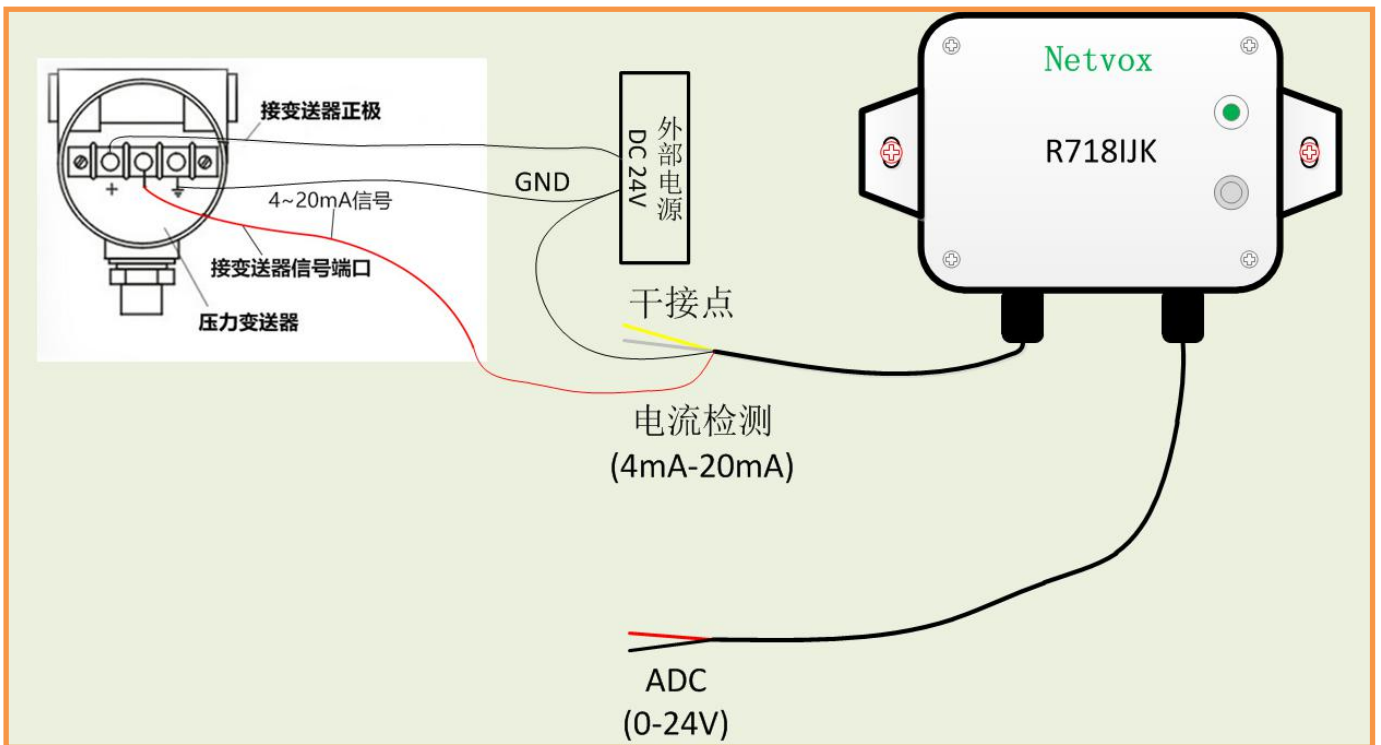 接变送器正极
+
4~20mA信号
接变送器信号端口
压力变送器
GND
外部电源
DC 24V
Netvox
R718IJK
干接点
电流检测
(4mA-20mA)
ADC
(0-24V)